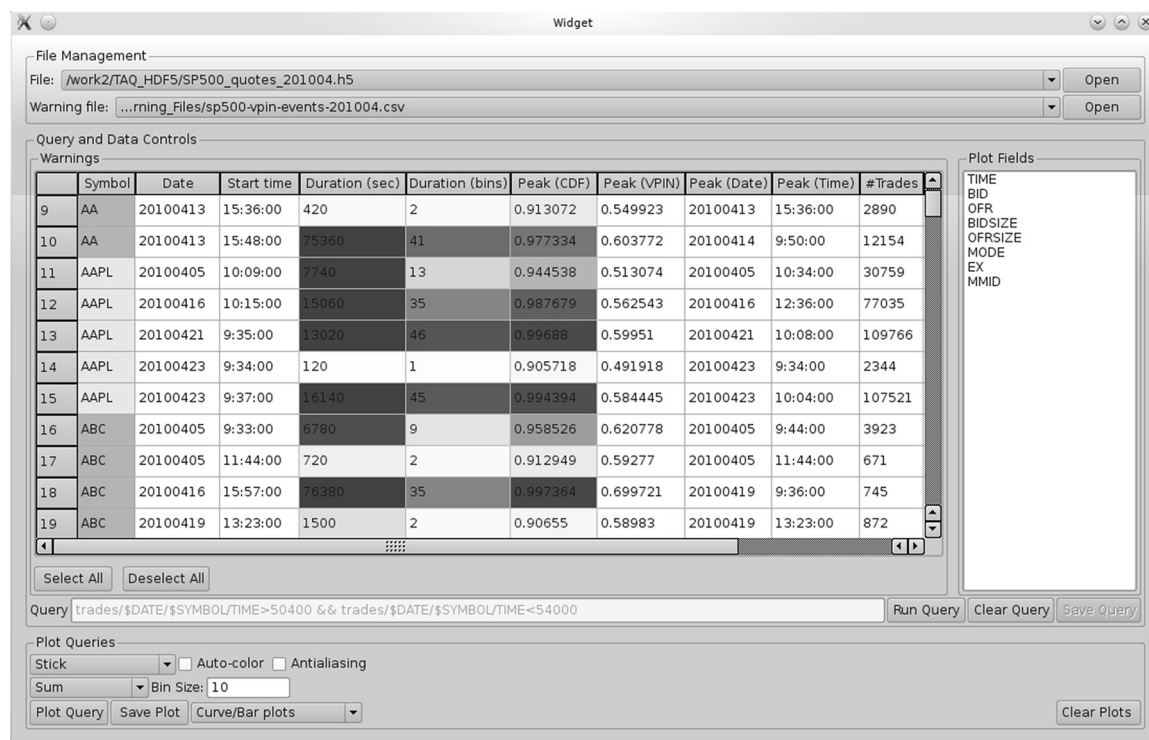 Widget
File Management
File: /work2/TAQ_HDF5/SP500_quotes_201004.h5 Open
Warning file: ...rning_Files/sp500-vpin-events-201004.csv Open
Query and Data Controls
Warnings Plot Fields
Symbol Date Start time Duration (sec) Duration (bins) Peak (CDF) Peak (VPIN) Peak (Date) Peak (Time) #Trades
9 AA 20100413 15:36:00 420 2 0.913072 0.549923 20100413 15:36:00 2890
10 AA 20100413 15:48:00 75360 41 0.977334 0.603772 20100414 9:50:00 12154
11 AAPL 20100405 10:09:00 7740 13 0.944538 0.513074 20100405 10:34:00 30759
12 AAPL 20100416 10:15:00 15060 35 0.987679 0.562543 20100416 12:36:00 77035
13 AAPL 20100421 9:35:00 13020 46 0.99688 0.59951 20100421 10:08:00 109766
14 AAPL 20100423 9:34:00 120 1 0.905718 0.491918 20100423 9:34:00 2344
15 AAPL 20100423 9:37:00 16140 45 0.994394 0.584445 20100423 10:04:00 107521
16 ABC 20100405 9:33:00 6780 9 0.958526 0.620778 20100405 9:44:00 3923
17 ABC 20100405 11:44:00 720 2 0.912949 0.59277 20100405 11:44:00 671
18 ABC 20100416 15:57:00 76380 35 0.997364 0.699721 20100419 9:36:00 745
19 ABC 20100419 13:23:00 1500 2 0.90655 0.58983 20100419 13:23:00 872
TIME
BID
OFR
BIDSIZE
OFRSIZE
MODE
EX
MMID
Select All Deselect All
Query trades/$DATE/$SYMBOL/TIME>50400 && trades/$DATE/$SYMBOL/TIME<54000 Run Query Clear Query Save Query
Plot Queries
Stick Auto-color Antialiasing
Sum Bin Size: 10
Plot Query Save Plot Curve/Bar plots Clear Plots